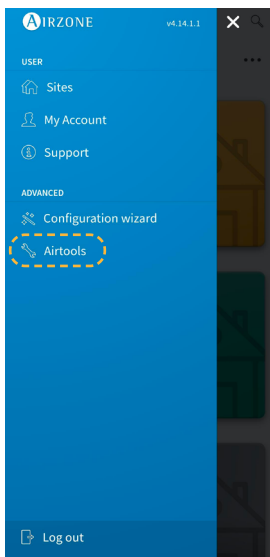 AIRZONE v4.14.1.1
USER
Sites
My Account
Support
ADVANCED
Configuration wizard
Airtools
Log out